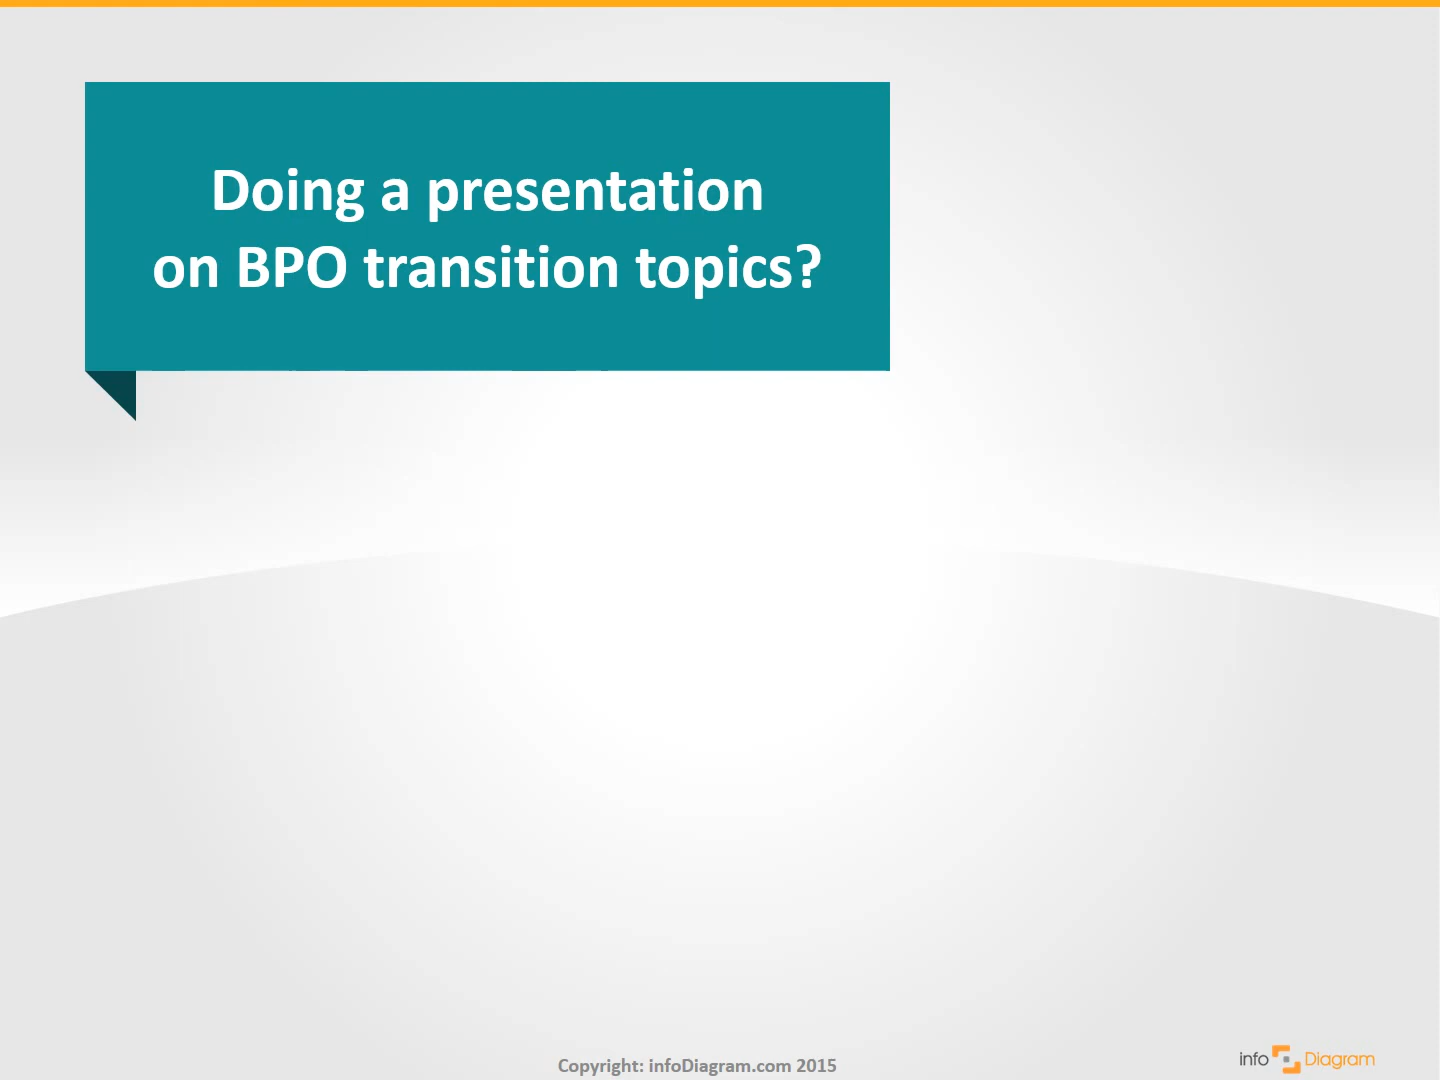 Doing a presentation
on BPO transition topics?
Copyright: infoDiagram.com 2015
info Diagram